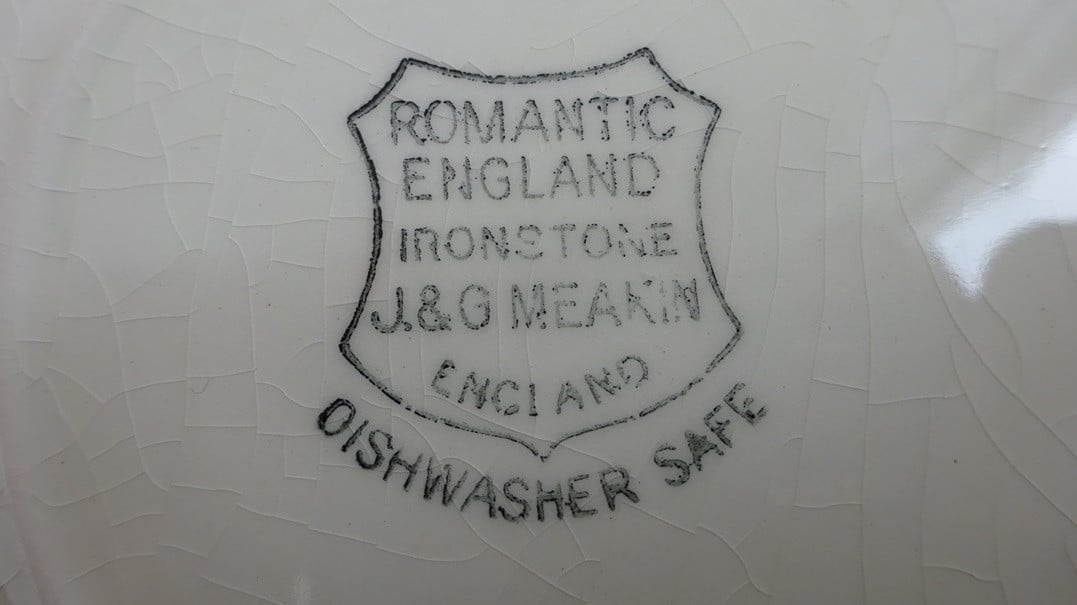 ROMANTIC
ENGLAND
IRONSTONE
J.&G MEAKIN
ENGLAND
DISHWASHER SAFE